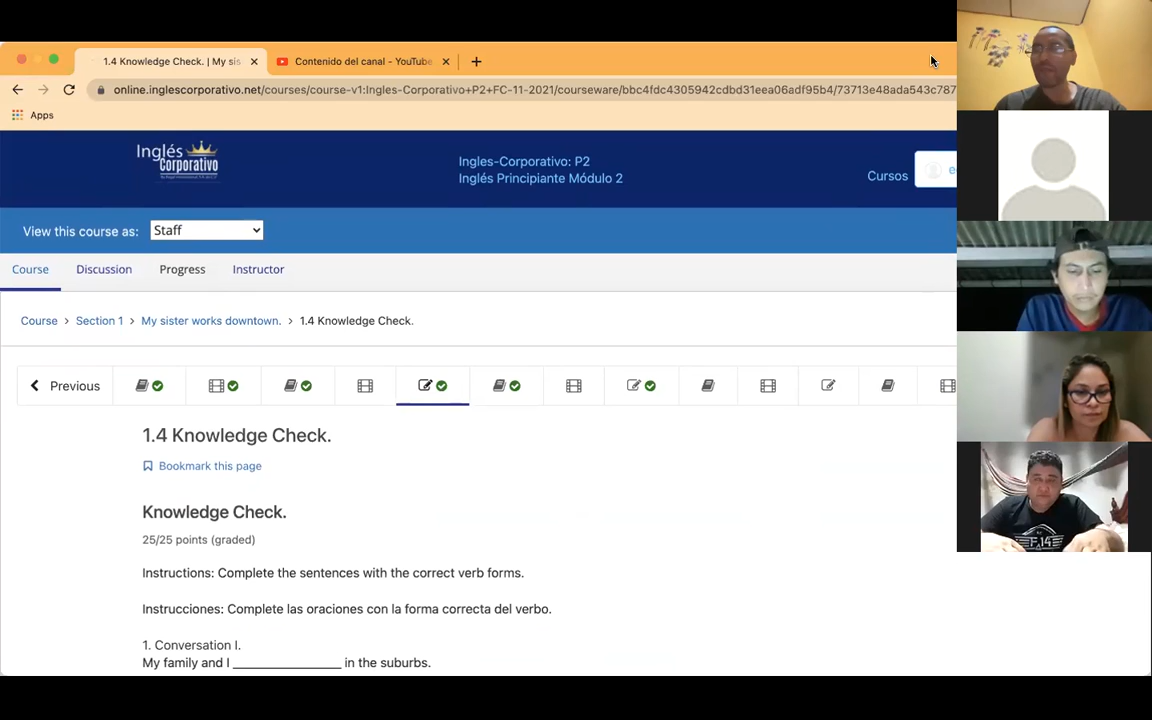 1.4 Knowledge Check. | My sis
Contenido del canal - YouTube
online.inglescorporativo.net/courses/course-v1:Ingles-Corporativo+P2+FC-11-2021/courseware/bbc4fdc4305942cdbd31eea06adf95b4/73713e48ada543c787
Apps
Inglés
Corporativo
Ingles-Corporativo: P2
Inglés Principiante Módulo 2
Cursos
e
View this course as:
Staff
Course
Discussion
Progress
Instructor
Course > Section 1 > My sister works downtown. > 1.4 Knowledge Check.
Previous
1.4 Knowledge Check.
Bookmark this page
Knowledge Check.
25/25 points (graded)
Instructions: Complete the sentences with the correct verb forms.
Instrucciones: Complete las oraciones con la forma correcta del verbo.
1. Conversation I.
My family and I _________________ in the suburbs.
F-14